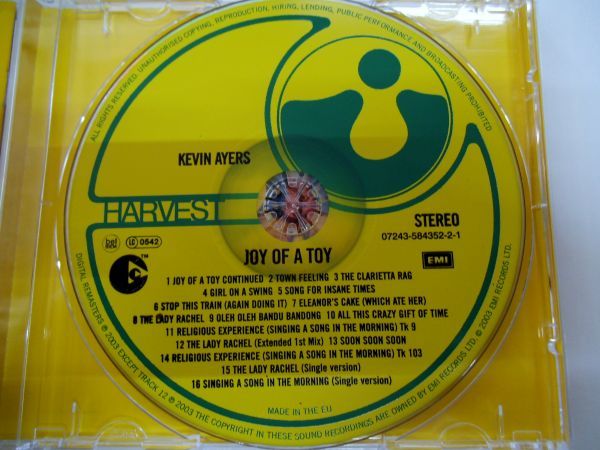 ALL RIGHTS RESERVED. UNAUTHORISED COPYING, REPRODUCTION, HIRING, LENDING, PUBLIC PERFORMANCE AND BROADCASTING PROHIBITED
KEVIN AYERS
HARVEST
STEREO
07243-584352-2-1
bel
BIEM
LC 0542
JOY OF A TOY
EMI
1 JOY OF A TOY CONTINUED 2 TOWN FEELING 3 THE CLARIETTA RAG
4 GIRL ON A SWING 5 SONG FOR INSANE TIMES
6 STOP THIS TRAIN (AGAIN DOING IT) 7 ELEANOR'S CAKE (WHICH ATE HER)
8 THE LADY RACHEL 9 OLEH OLEH BANDU BANDONG 10 ALL THIS CRAZY GIFT OF TIME
11 RELIGIOUS EXPERIENCE (SINGING A SONG IN THE MORNING) Tk 9
12 THE LADY RACHEL (Extended 1st Mix) 13 SOON SOON SOON
14 RELIGIOUS EXPERIENCE (SINGING A SONG IN THE MORNING) Tk 103
15 THE LADY RACHEL (Single version)
16 SINGING A SONG IN THE MORNING (Single version)
MADE IN THE EU
DIGITAL REMASTERS ℗ 2003 EXCEPT TRACK 12 ℗ 2003 THE COPYRIGHT IN THESE SOUND RECORDINGS ARE OWNED BY EMI RECORDS LTD. © 2003 EMI RECORDS LTD.